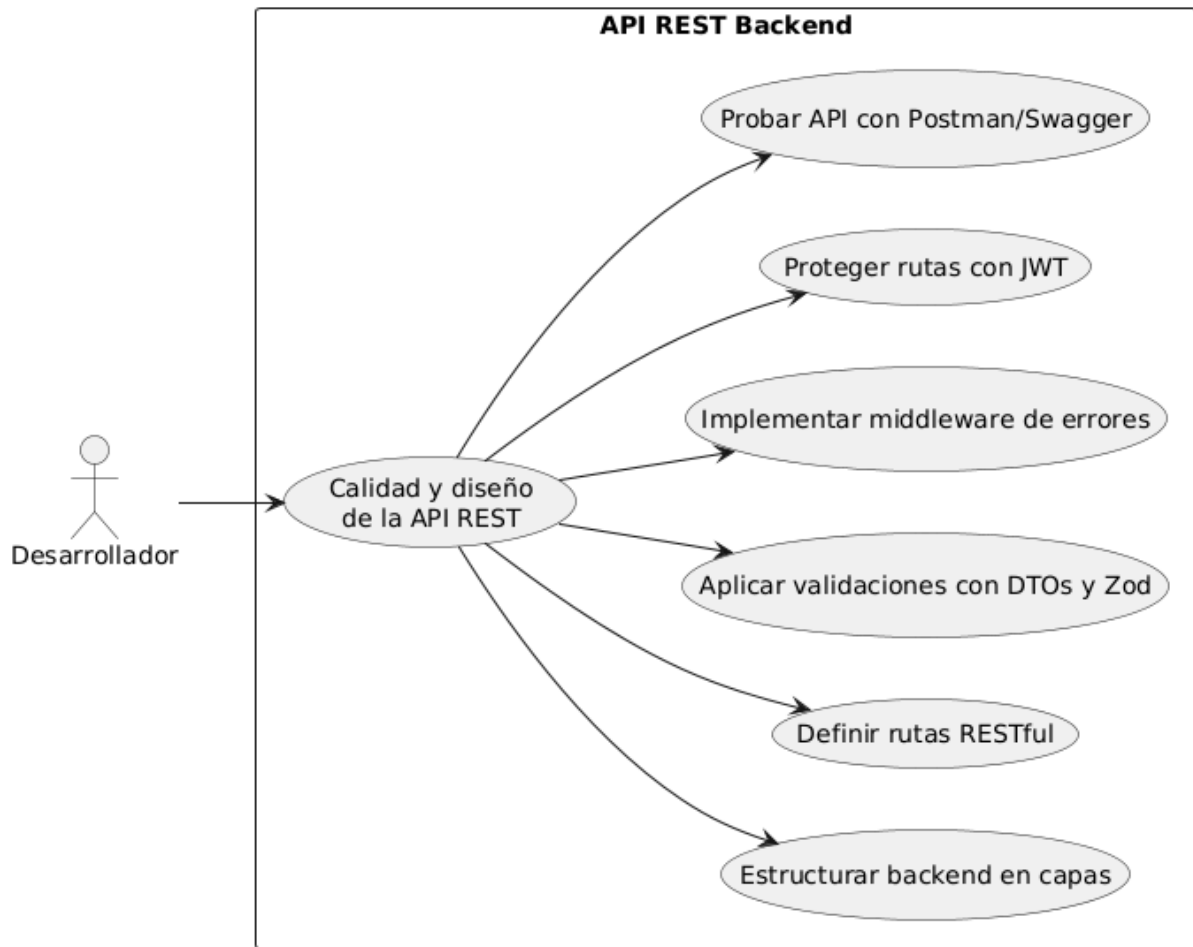 API REST Backend
Probar API con Postman/Swagger
Proteger rutas con JWT
Implementar middleware de errores
Calidad y diseño
de la API REST
Desarrollador
Aplicar validaciones con DTOs y Zod
Definir rutas RESTful
Estructurar backend en capas